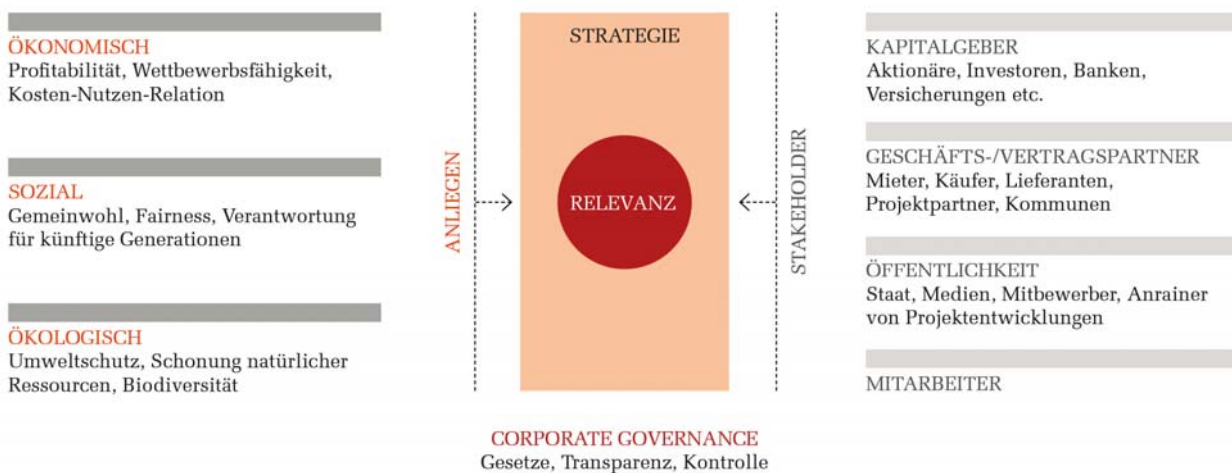 ÖKONOMISCH
Profitabilität, Wettbewerbsfähigkeit,
Kosten-Nutzen-Relation
SOZIAL
Gemeinwohl, Fairness, Verantwortung
für künftige Generationen
ÖKOLOGISCH
Umweltschutz, Schonung natürlicher
Ressourcen, Biodiversität
ANLIEGEN
STRATEGIE
RELEVANZ
STAKEHOLDER
KAPITALGEBER
Aktionäre, Investoren, Banken,
Versicherungen etc.
GESCHÄFTS-/VERTRAGSPARTNER
Mieter, Käufer, Lieferanten,
Projektpartner, Kommunen
ÖFFENTLICHKEIT
Staat, Medien, Mitbewerber, Anrainer
von Projektentwicklungen
MITARBEITER
CORPORATE GOVERNANCE
Gesetze, Transparenz, Kontrolle